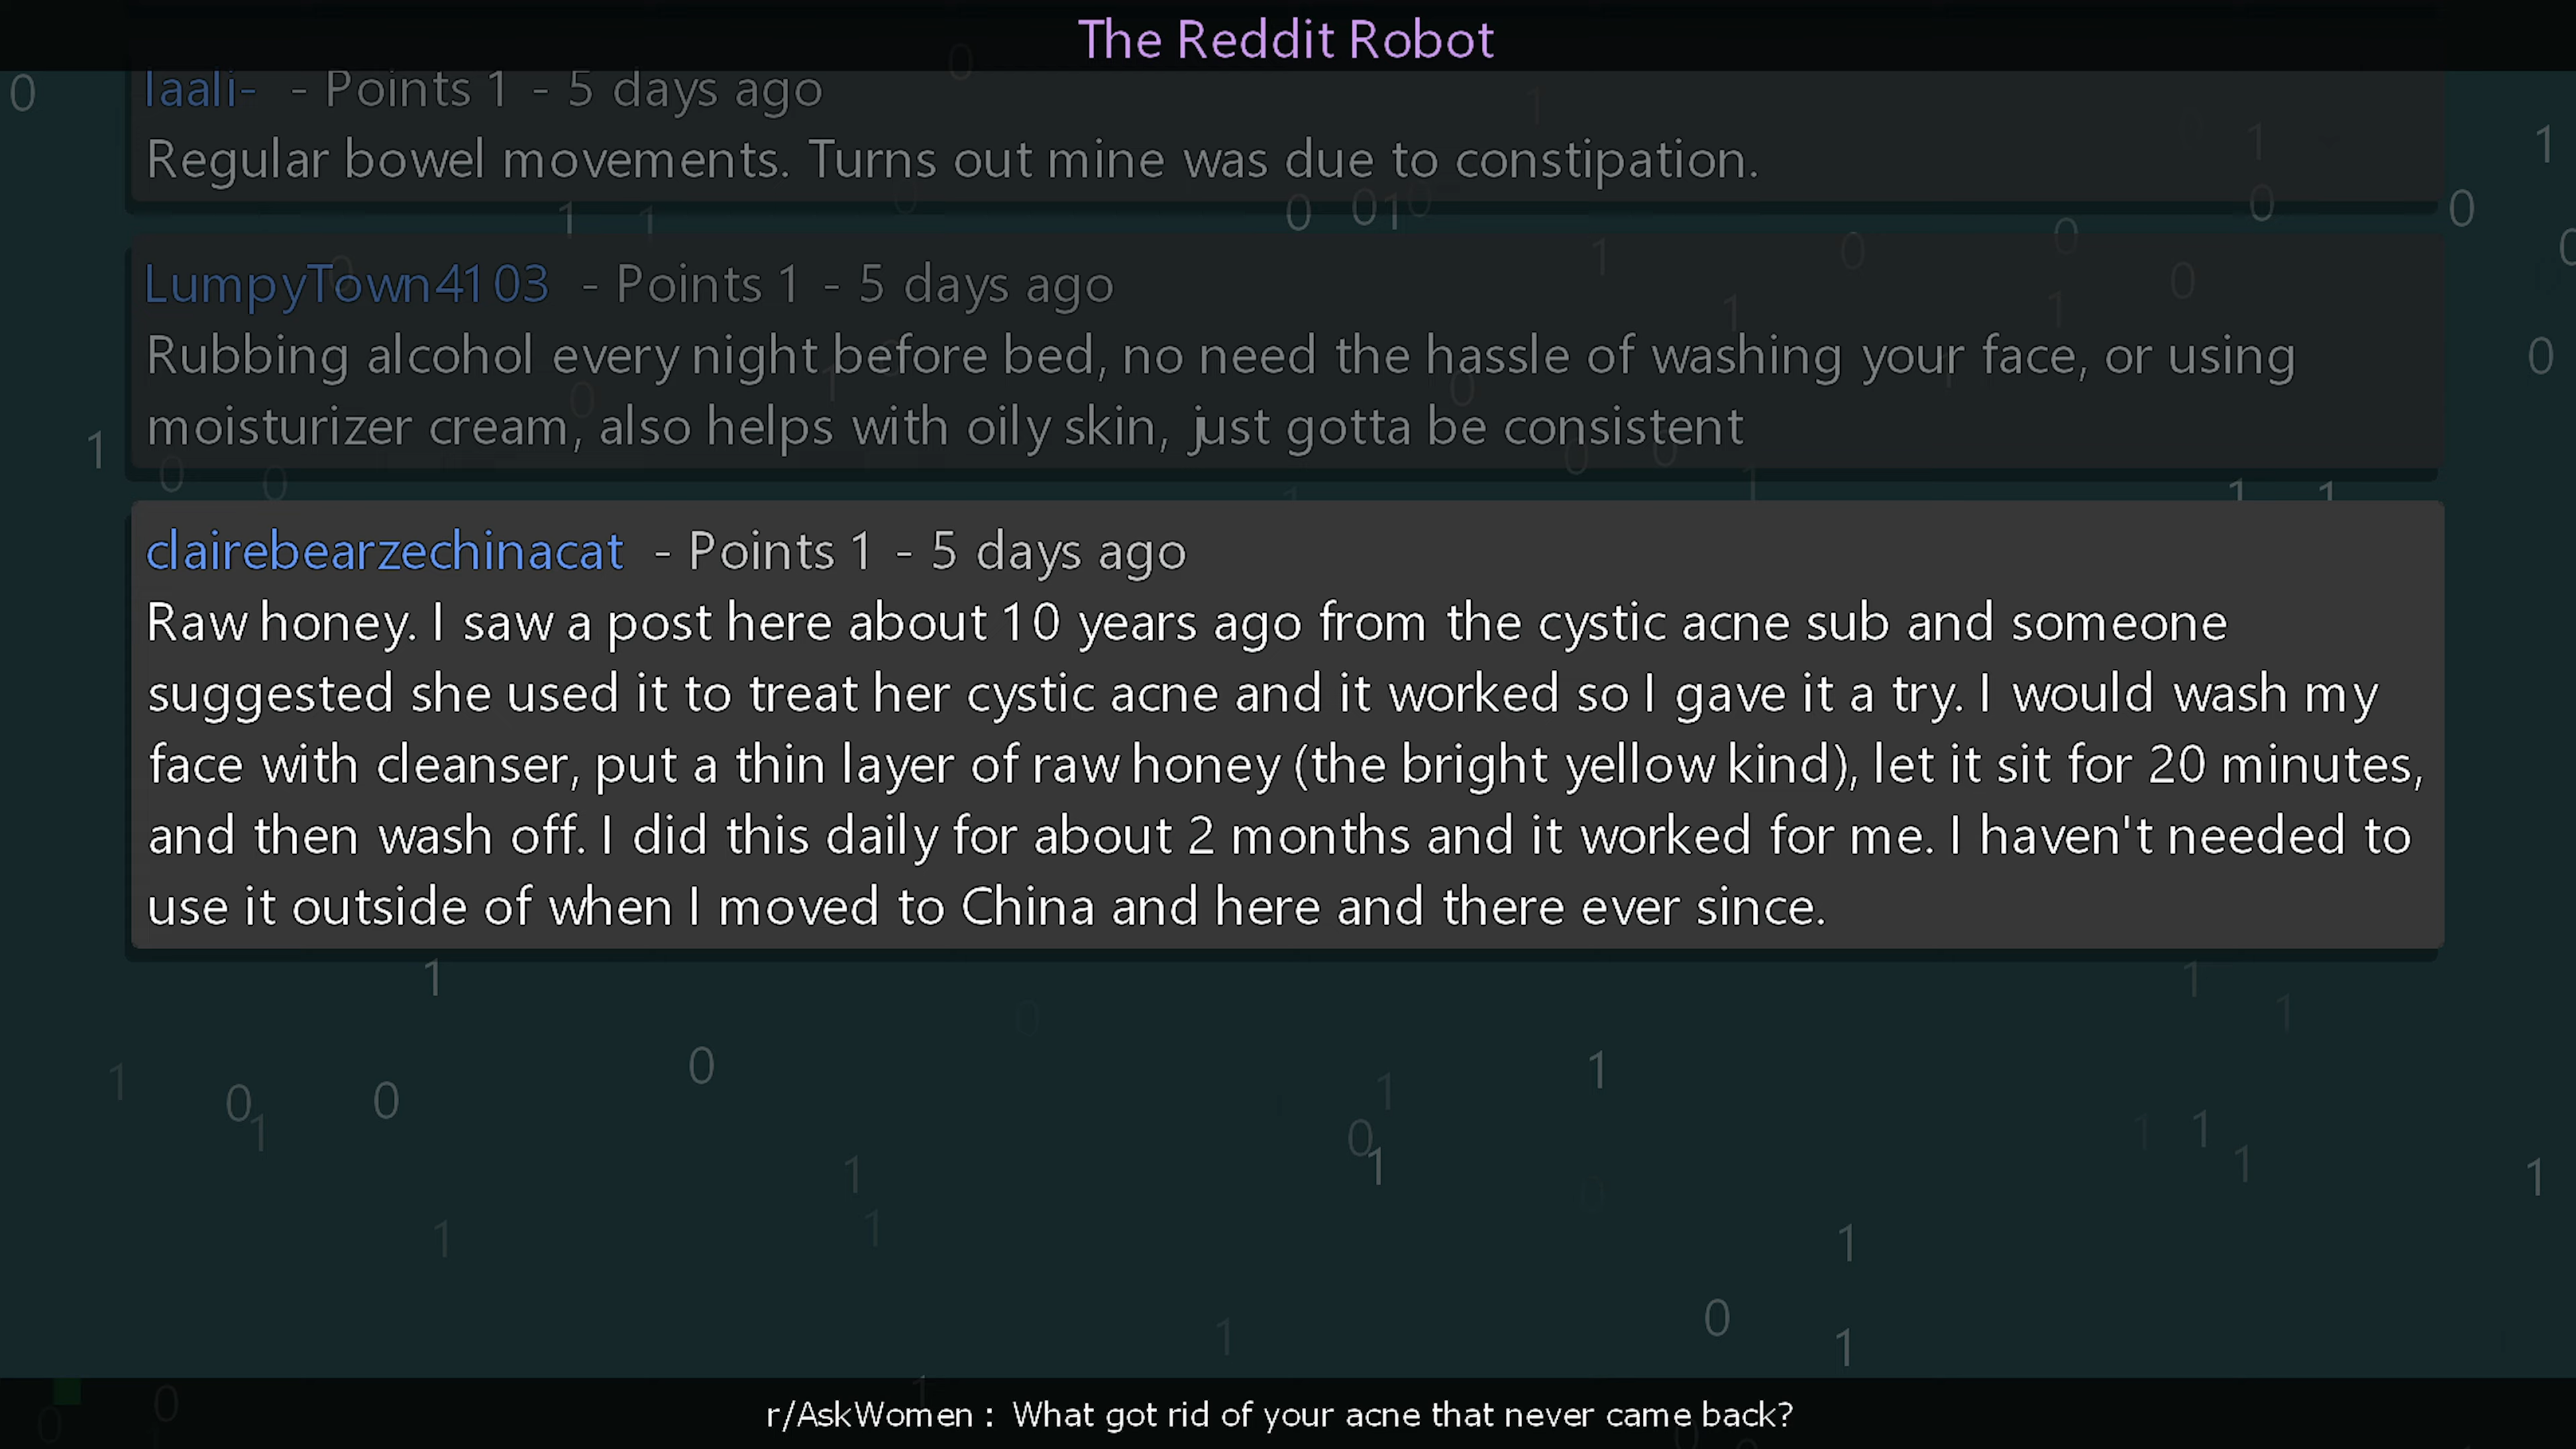 The Reddit Robot
laali- - Points 1 - 5 days ago
Regular bowel movements. Turns out mine was due to constipation.
LumpyTown4103 - Points 1 - 5 days ago
Rubbing alcohol every night before bed, no need the hassle of washing your face, or using
moisturizer cream, also helps with oily skin, just gotta be consistent
clairebearzechinacat - Points 1 - 5 days ago
Raw honey. I saw a post here about 10 years ago from the cystic acne sub and someone
suggested she used it to treat her cystic acne and it worked so I gave it a try. I would wash my
face with cleanser, put a thin layer of raw honey (the bright yellow kind), let it sit for 20 minutes,
and then wash off. I did this daily for about 2 months and it worked for me. I haven't needed to
use it outside of when I moved to China and here and there ever since.
r/AskWomen : What got rid of your acne that never came back?